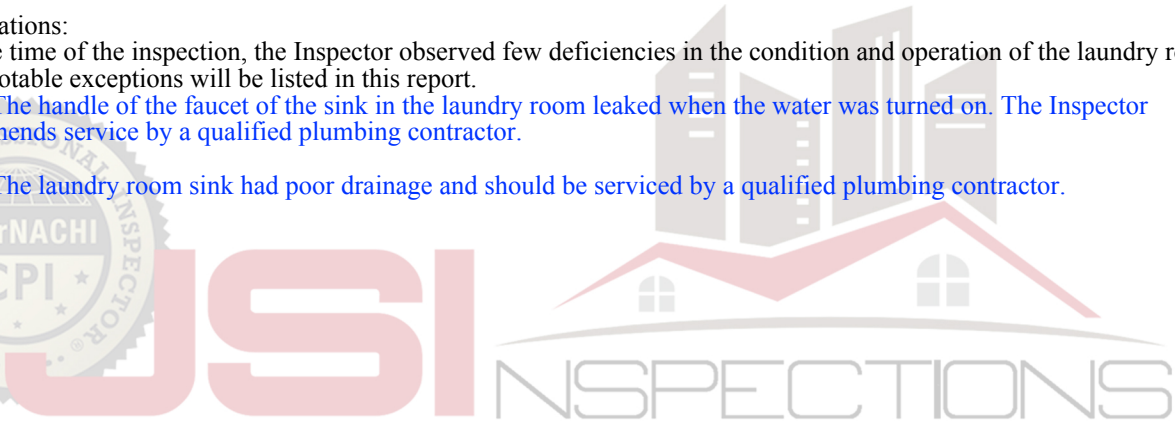 ations:
e time of the inspection, the Inspector observed few deficiencies in the condition and operation of the laundry r
otable exceptions will be listed in this report.
The handle of the faucet of the sink in the laundry room leaked when the water was turned on. The Inspector
mends service by a qualified plumbing contractor.
The laundry room sink had poor drainage and should be serviced by a qualified plumbing contractor.
INSPECTOR®
rNACHI
CPI
JSI
NSPECTIONS